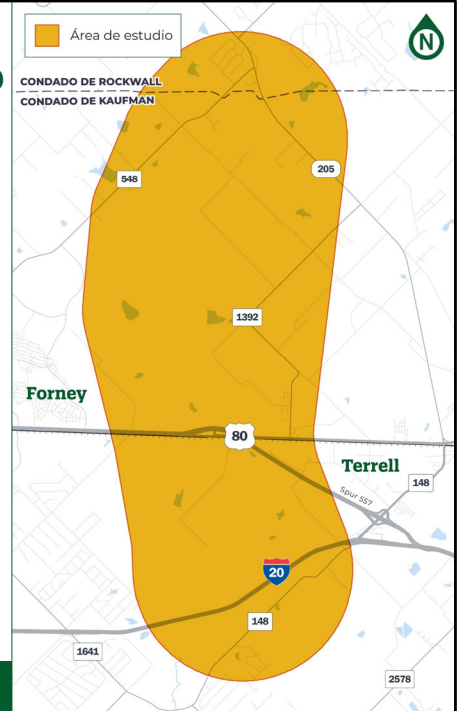 Área de estudio
N
CONDADO DE ROCKWALL
CONDADO DE KAUFMAN
548
205
1392
Forney
80
Terrell
148
Spur 557
20
148
1641
2578